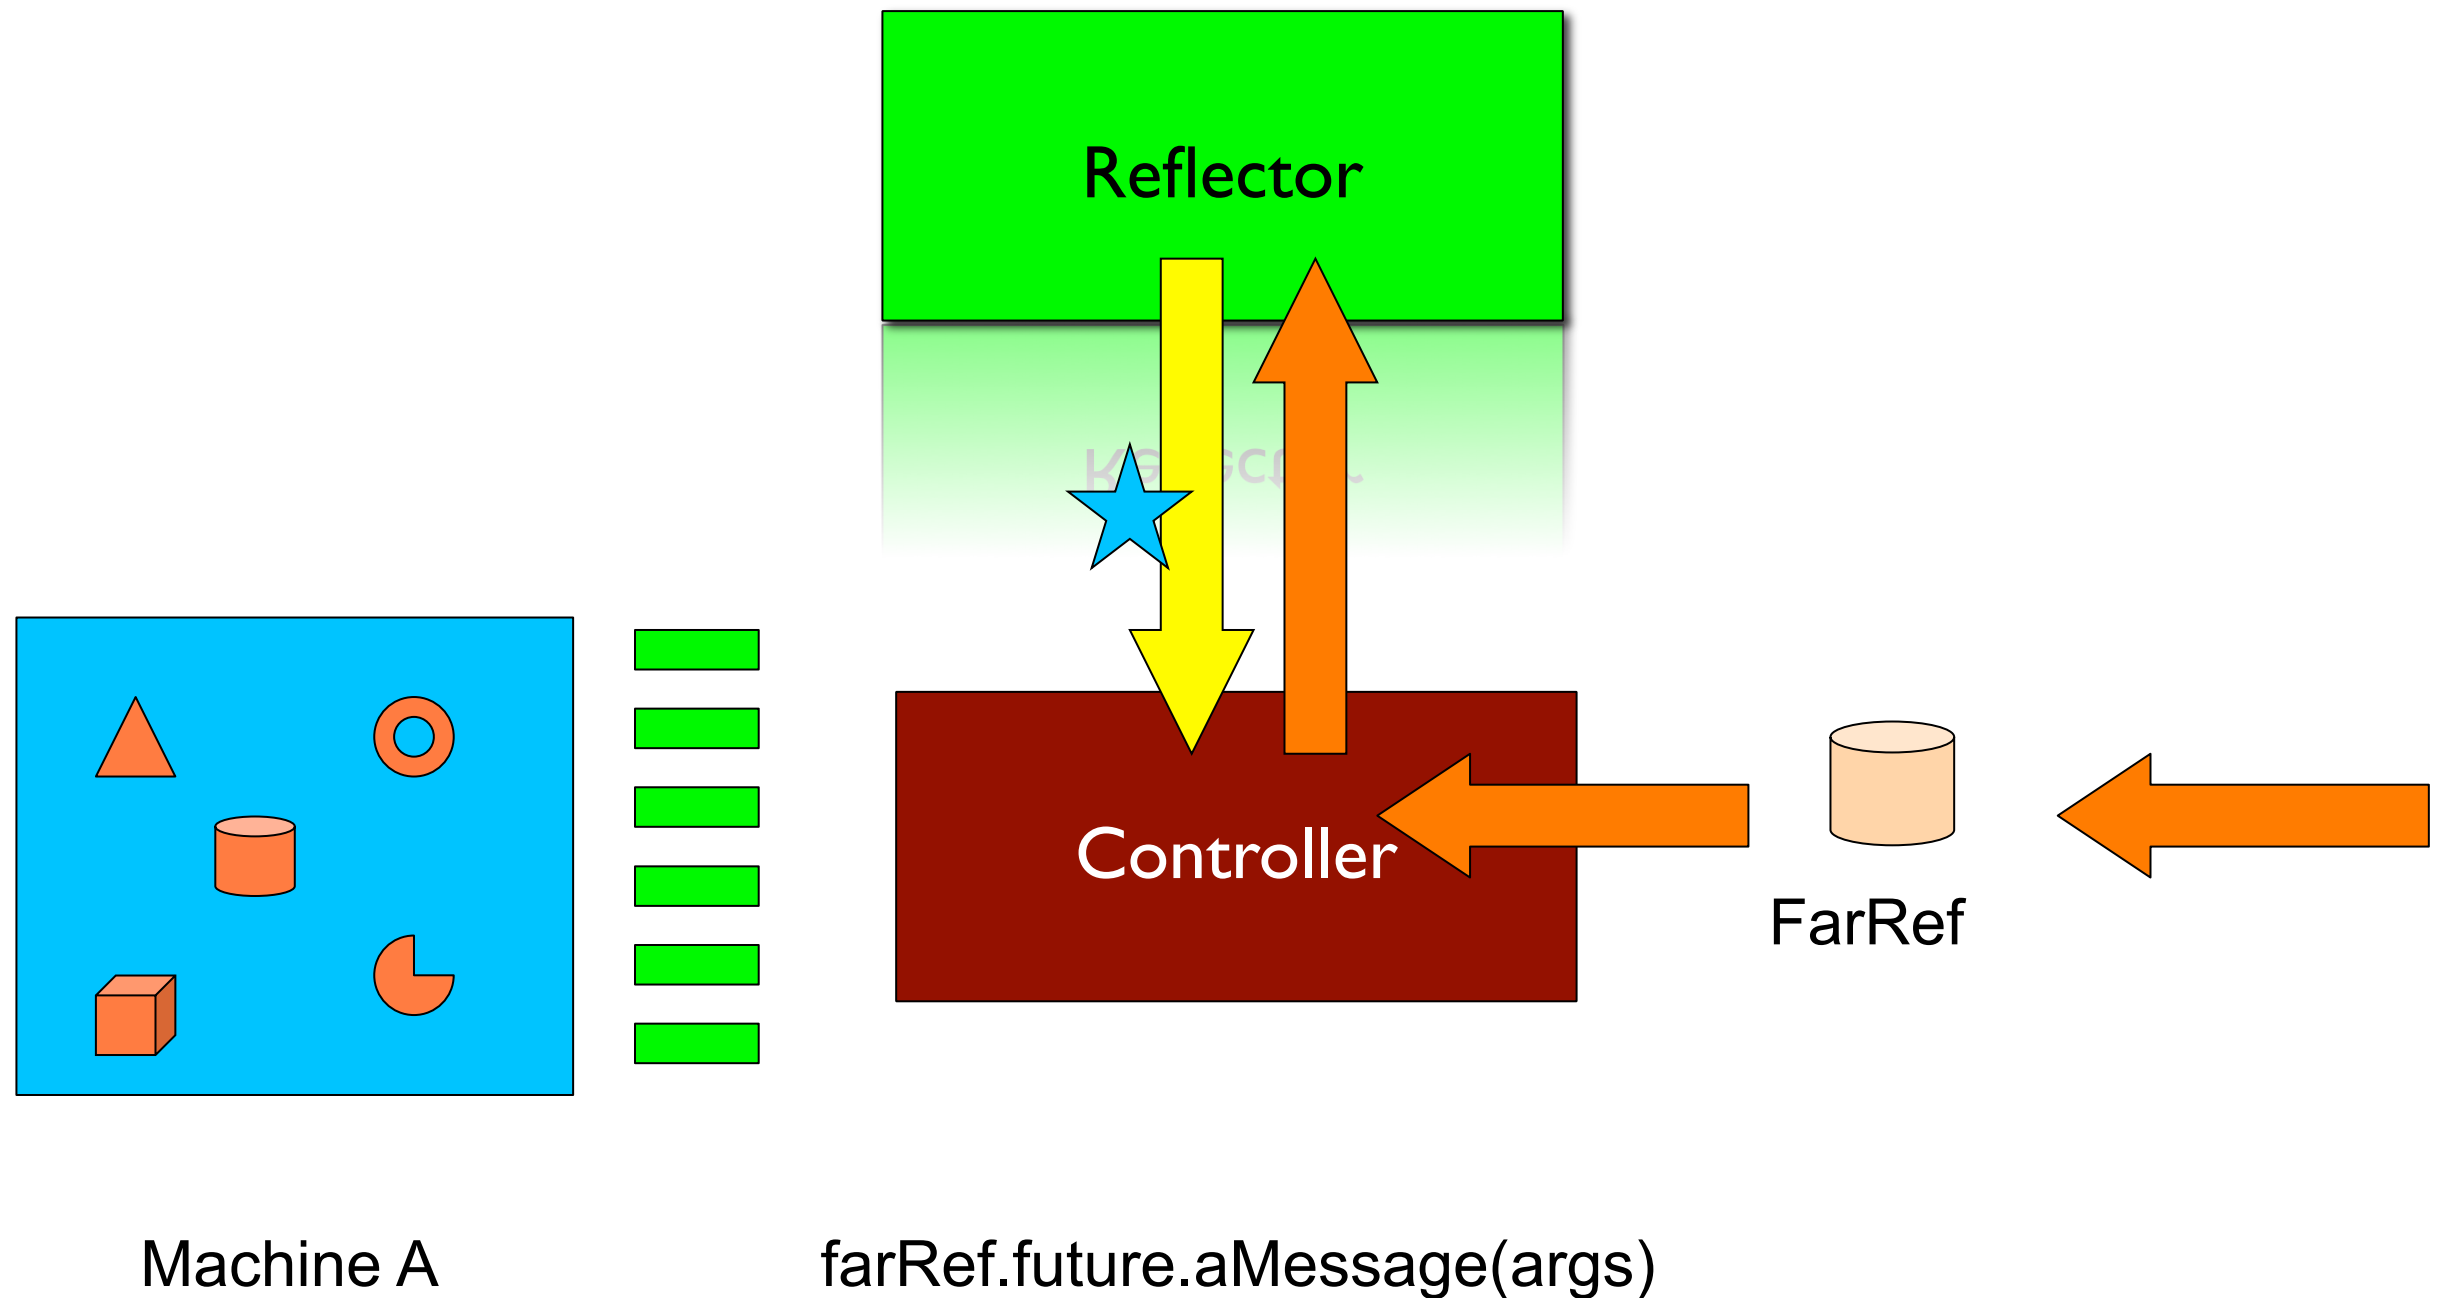 Reflector
Controller
FarRef
Machine A
farRef.future.aMessage(args)